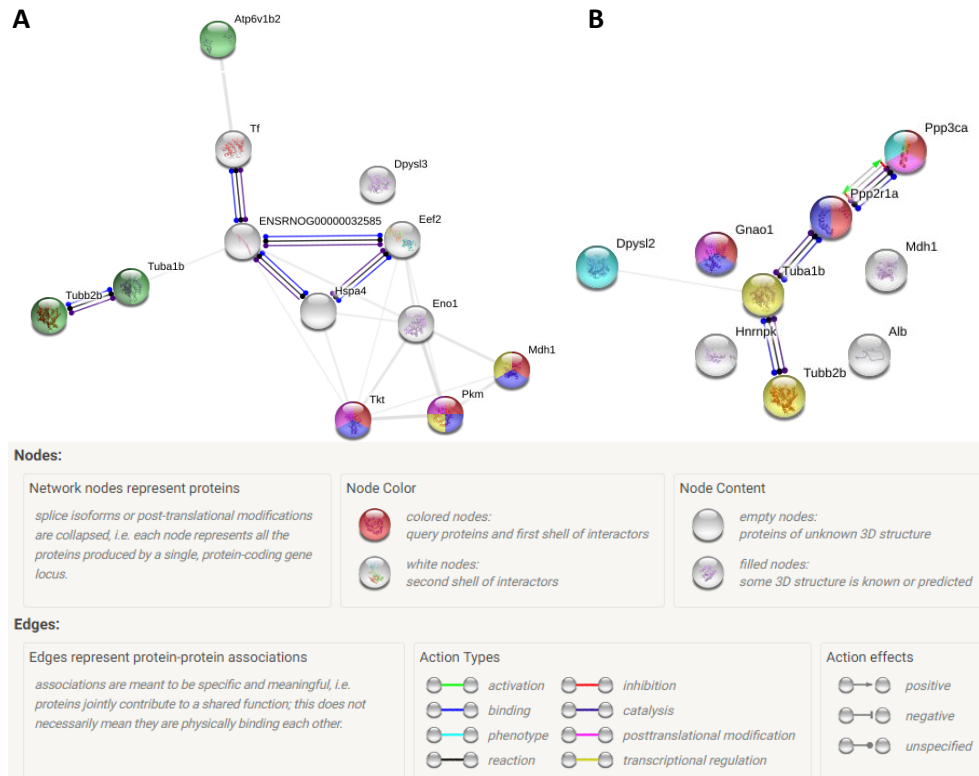 A
B
Atp6v1b2
Tf
Dpysl3
ENSRNOG00000032585
Eef2
Tuba1b
Tubb2b
Hspa4
Eno1
Mdh1
Tkt
Pkm
Ppp3ca
Ppp2r1a
Gnao1
Mdh1
Dpysl2
Tuba1b
Hnrnpk
Alb
Tubb2b
Nodes:
Network nodes represent proteins
splice isoforms or post-translational modifications
are collapsed, i.e. each node represents all the
proteins produced by a single, protein-coding gene
locus.
Node Color
colored nodes:
query proteins and first shell of interactors
white nodes:
second shell of interactors
Node Content
empty nodes:
proteins of unknown 3D structure
filled nodes:
some 3D structure is known or predicted
Edges:
Edges represent protein-protein associations
associations are meant to be specific and meaningful, i.e.
proteins jointly contribute to a shared function; this does not
necessarily mean they are physically binding each other.
Action Types
activation
inhibition
binding
catalysis
phenotype
posttranslational modification
reaction
transcriptional regulation
Action effects
positive
negative
unspecified